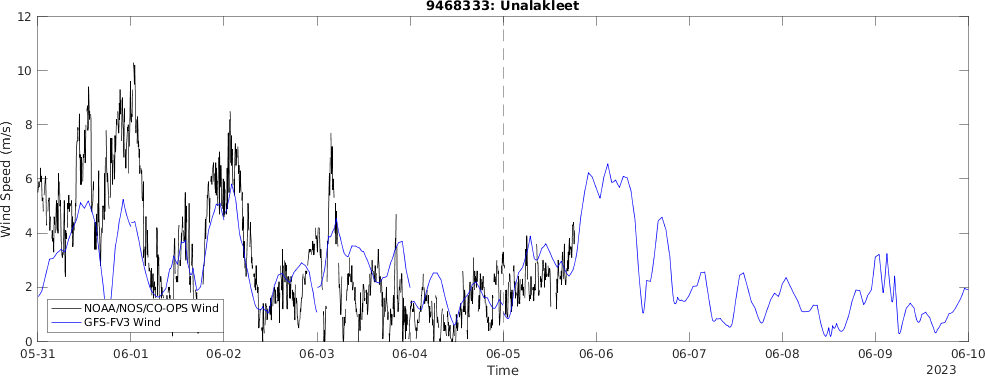 9468333: Unalakleet
12
10
8
6
4
2
0
Wind Speed (m/s)
NOAA/NOS/CO-OPS Wind
GFS-FV3 Wind
05-31 06-01 06-02 06-03 06-04 06-05 06-06 06-07 06-08 06-09 06-10
Time
2023